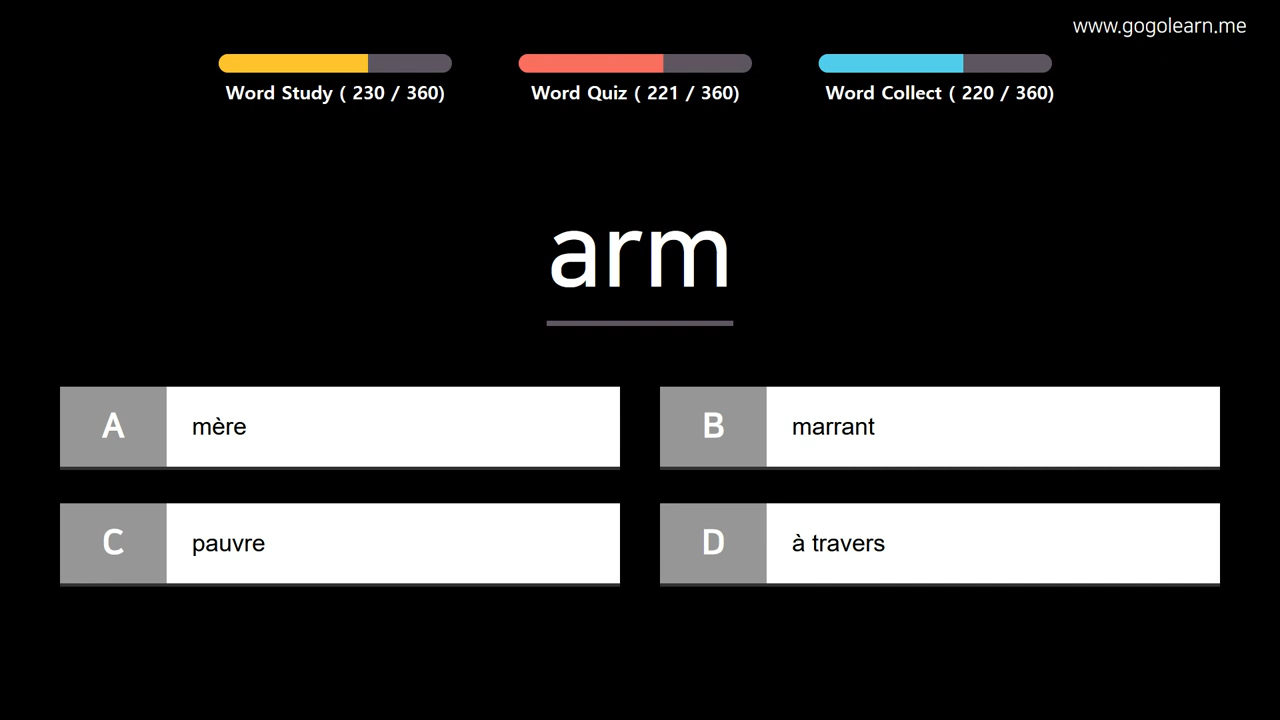 www.gogolearn.me
Word Study ( 230 / 360)
Word Quiz ( 221 / 360)
Word Collect ( 220 / 360)
arm
A
mère
B
marrant
C
pauvre
D
à travers